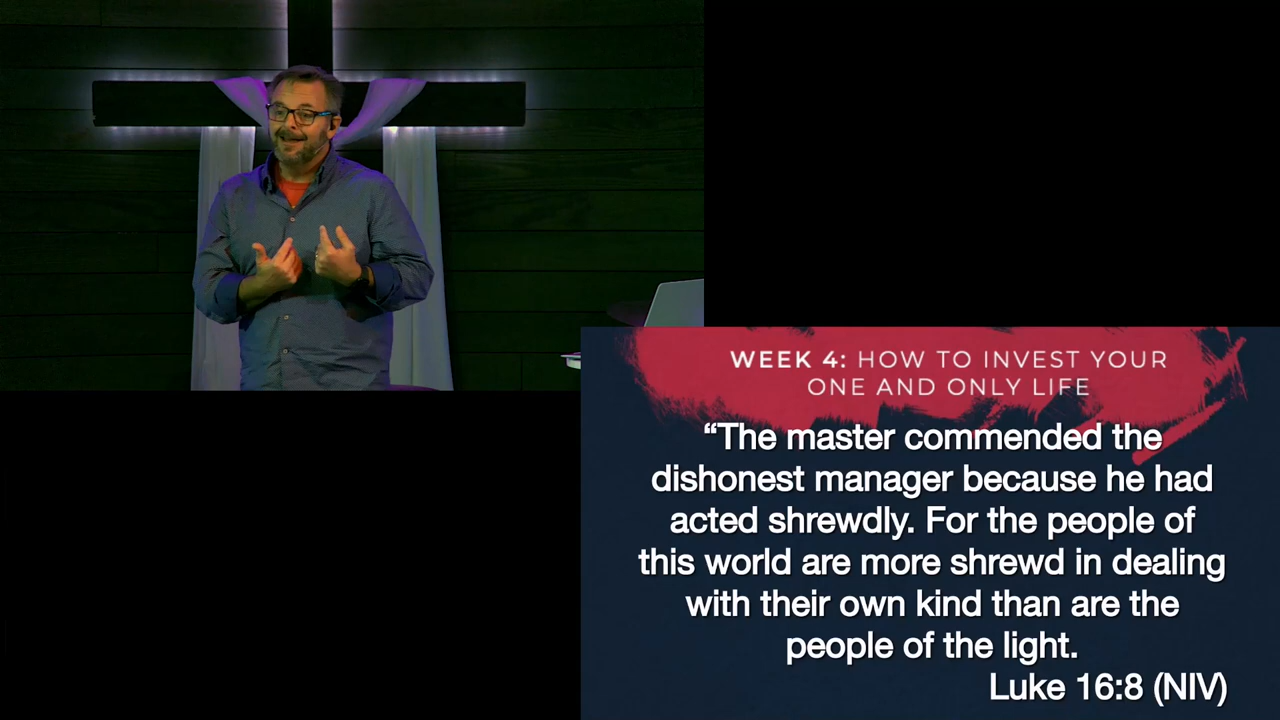 WEEK 4: HOW TO INVEST YOUR
ONE AND ONLY LIFE
“The master commended the
dishonest manager because he had
acted shrewdly. For the people of
this world are more shrewd in dealing
with their own kind than are the
people of the light.
Luke 16:8 (NIV)